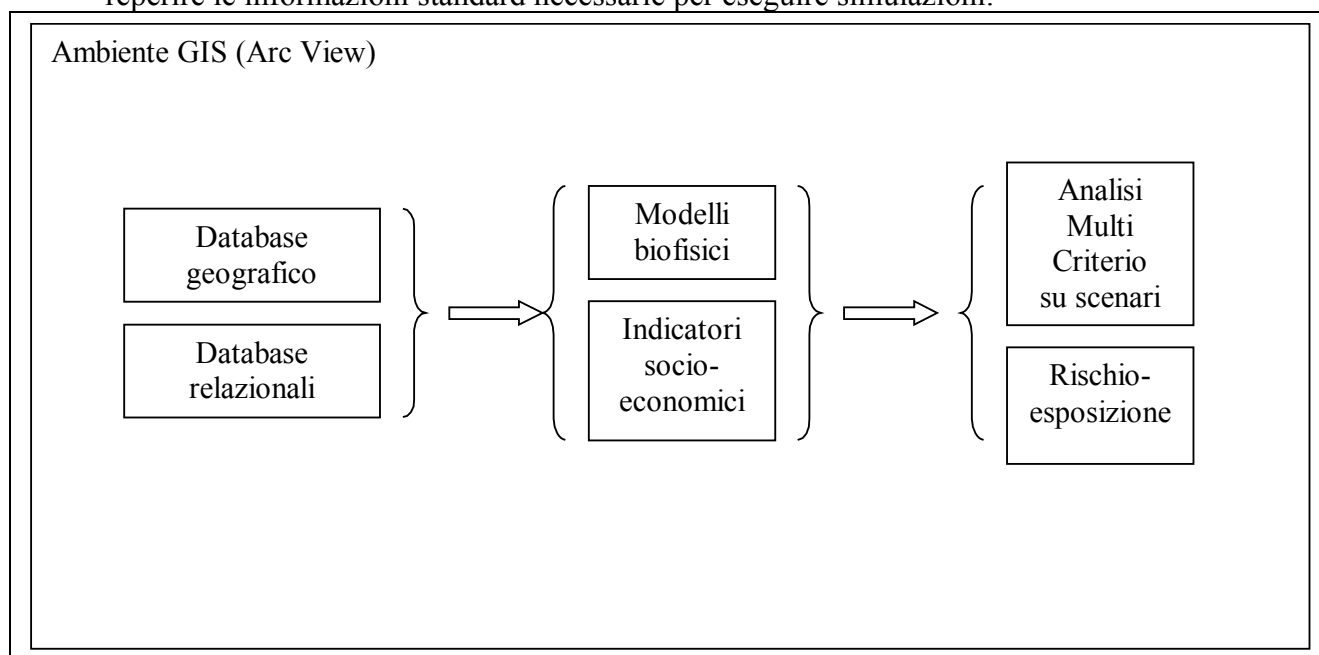 reperire le informazioni standard necessarie per eseguire simulazioni.
Ambiente GIS (Arc View)
Database
geografico
Database
relazionali
Modelli
biofisici
Indicatori
socio-
economici
Analisi
Multi
Criterio
su scenari
Rischio-
esposizione